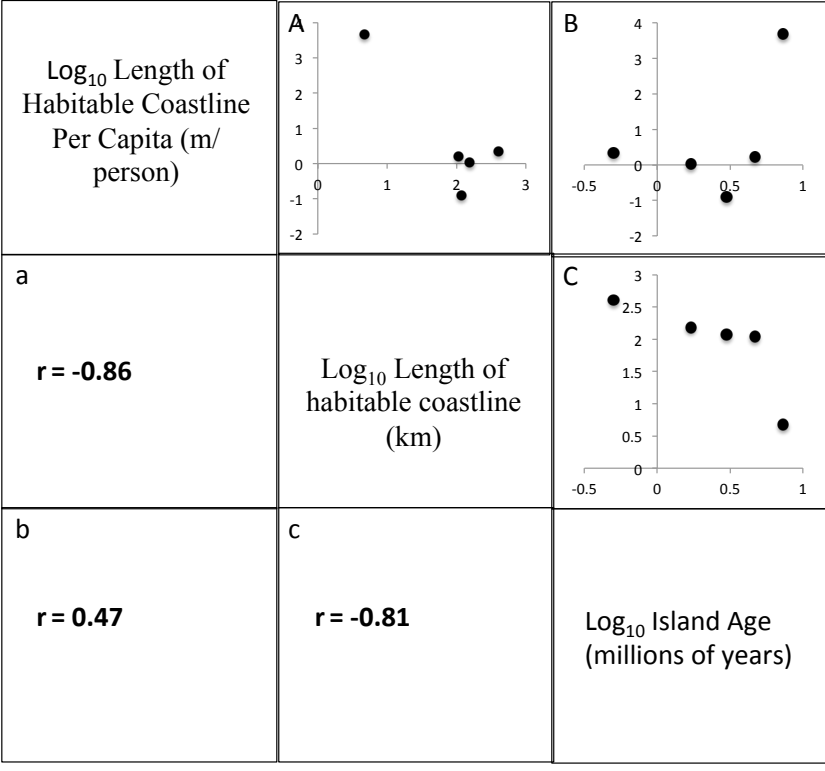 Log₁₀ Length of
Habitable Coastline
Per Capita (m/
person)
A
4
3
2
1
0
-1
-2
0
1
2
3
B
4
3
2
1
0
-1
-2
-0.5
0
0.5
1
a
r = -0.86
Log₁₀ Length of
habitable coastline
(km)
C
3
2.5
2
1.5
1
0.5
0
-0.5
0
0.5
1
b
r = 0.47
c
r = -0.81
Log₁₀ Island Age
(millions of years)